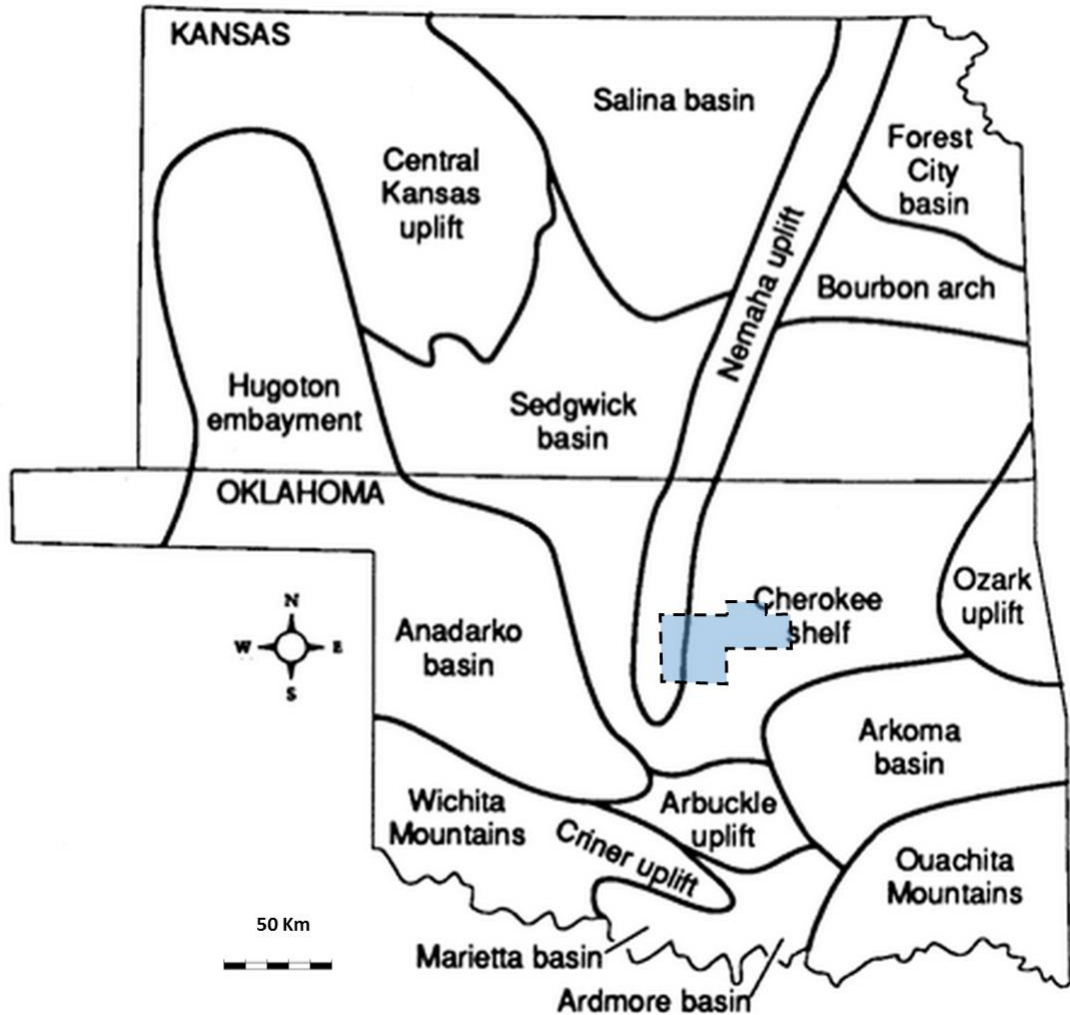 KANSAS
Salina basin
Central
Kansas
uplift
Forest
City
basin
Nemaha uplift
Bourbon arch
Hugoton
embayment
Sedgwick
basin
OKLAHOMA
Ozark
uplift
Cherokee
shelf
N
W E
S
Anadarko
basin
Arkoma
basin
Wichita
Mountains
Arbuckle
uplift
Criner uplift
Ouachita
Mountains
50 Km
Marietta basin
Ardmore basin